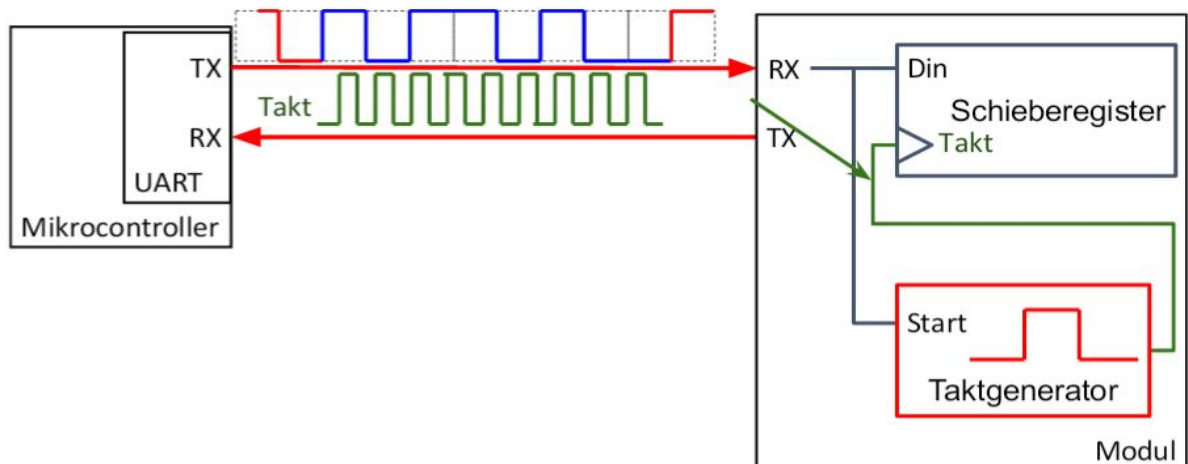 TX
RX
UART
Mikrocontroller
Takt
RX
TX
Din
Schieberegister
Takt
Start
Taktgenerator
Modul